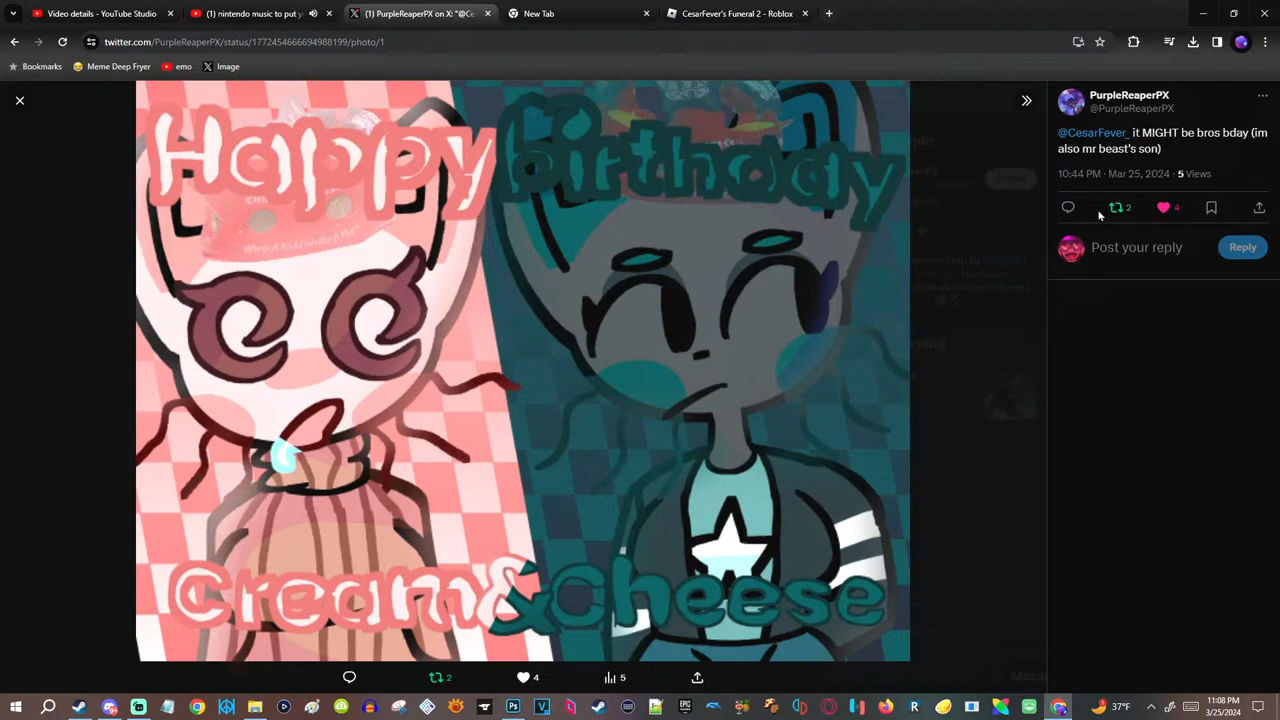 Video details - YouTube Studio
(1) nintendo music to put yo
(1) PurpleReaperPX on X: "@Ce
New Tab
CesarFever's Funeral 2 - Roblox
twitter.com/PurpleReaperPX/status/1772454666694988199/photo/1
Bookmarks
Meme Deep Fryer
emo
Image
Happy birthday
Cream & Cheese
PurpleReaperPX
@PurpleReaperPX
@CesarFever_ it MIGHT be bros bday (im
also mr beast's son)
10:44 PM · Mar 25, 2024 · 5 Views
2
4
Post your reply
Reply
2
4
5
37°F
11:08 PM
3/25/2024